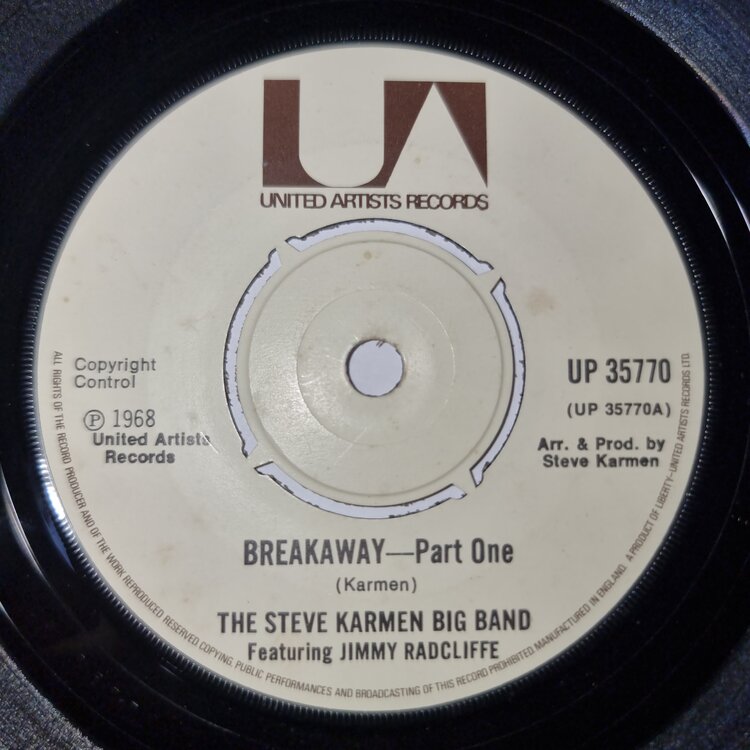 UA
UNITED ARTISTS RECORDS
Copyright
Control
Ⓟ 1968
United Artists
Records
UP 35770
(UP 35770A)
Arr. & Prod. by
Steve Karmen
BREAKAWAY—Part One
(Karmen)
THE STEVE KARMEN BIG BAND
Featuring JIMMY RADCLIFFE
ALL RIGHTS OF THE RECORD PRODUCER AND OF THE WORK REPRODUCED RESERVED COPYING, PUBLIC PERFORMANCES AND BROADCASTING OF THIS RECORD PROHIBITED. MANUFACTURED IN ENGLAND. A PRODUCT OF LIBERTY-UNITED ARTISTS RECORDS LTD.